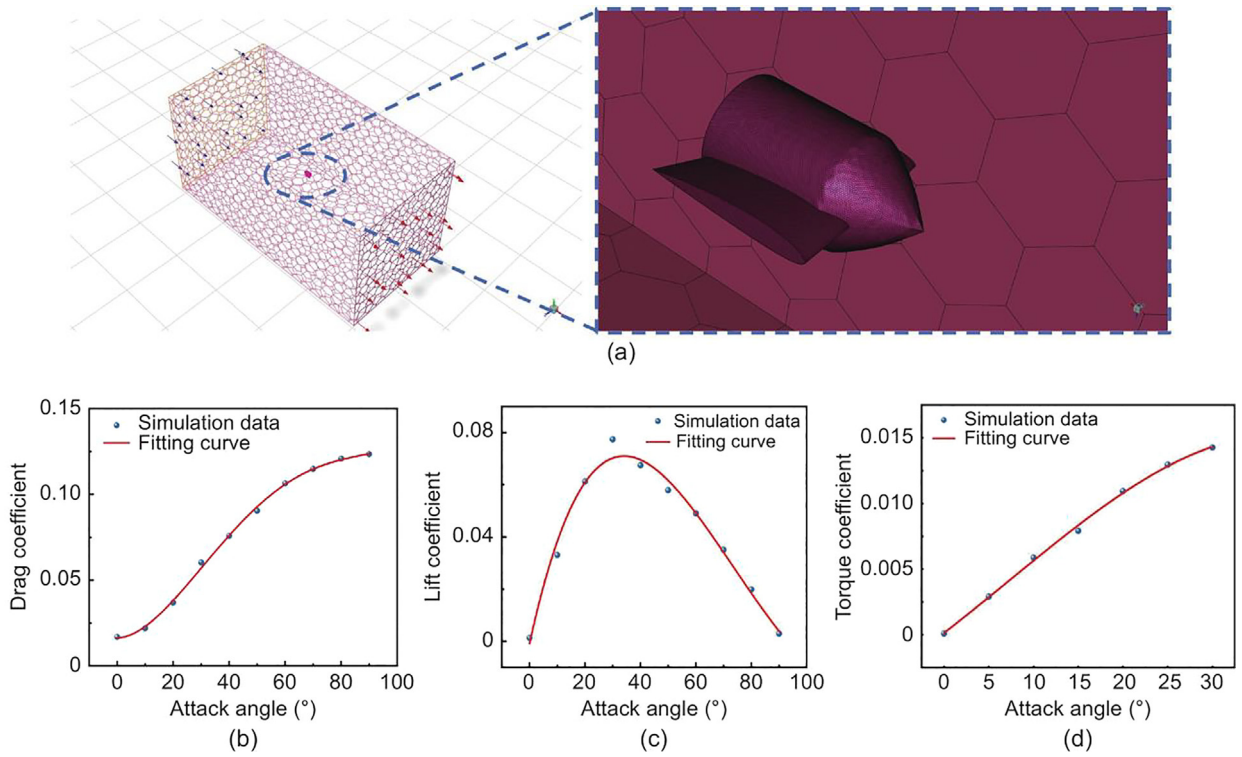 (a)
0.15
0.10
0.05
0
Drag coefficient
Simulation data
Fitting curve
0 20 40 60 80 100
Attack angle (°)
(b)
0.08
0.04
0
Lift coefficient
Simulation data
Fitting curve
0 20 40 60 80 100
Attack angle (°)
(c)
0.015
0.010
0.005
0
Torque coefficient
Simulation data
Fitting curve
0 5 10 15 20 25 30
Attack angle (°)
(d)